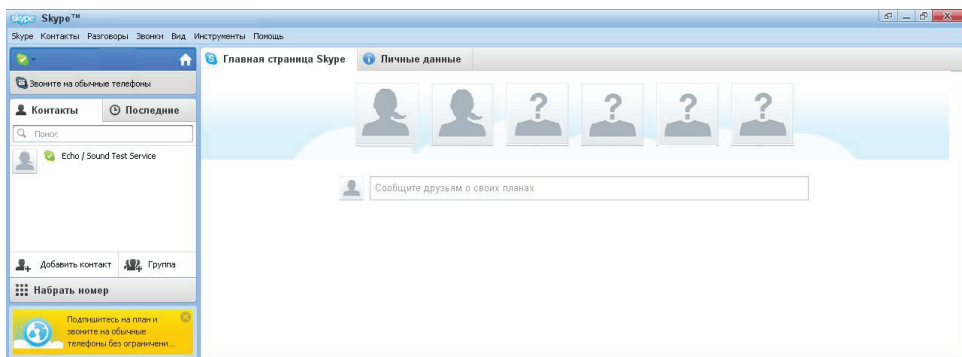 Skype Skype™
Skype Контакты Разговоры Звонки Вид Инструменты Помощь
Звоните на обычные телефоны
Контакты Последние
Поиск
Echo / Sound Test Service
Добавить контакт Группа
Набрать номер
Подпишитесь на план и
звоните на обычные
телефоны без ограничени...
Главная страница Skype Личные данные
? ? ? ?
Сообщите друзьям о своих планах